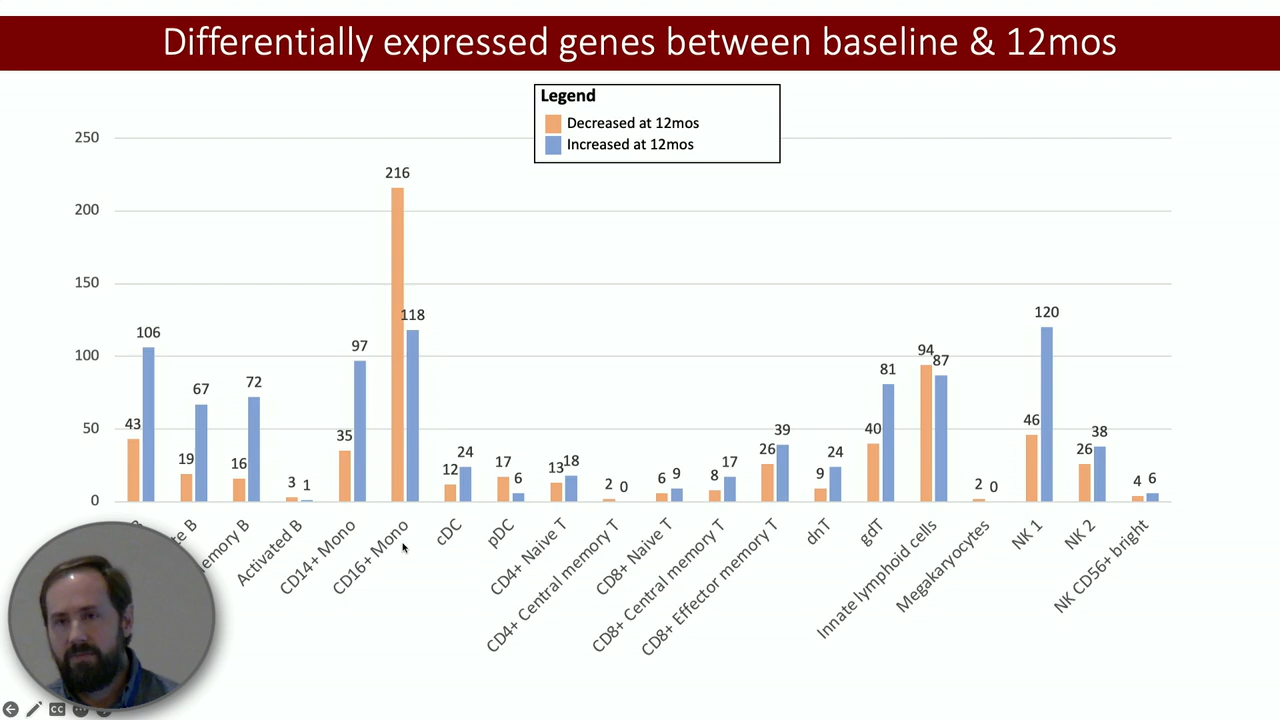 Differentially expressed genes between baseline & 12mos
Legend
Decreased at 12mos
Increased at 12mos
250
200
150
100
50
0
43
106
19
67
16
72
3
1
35
97
216
118
12
24
17
6
13
18
2
0
6
9
8
17
26
39
9
24
40
81
94
87
2
0
46
120
26
38
4
6
B
B
B
Activated B
CD14+ Mono
CD16+ Mono
cDC
pDC
CD4+ Naive T
CD4+ Central memory T
CD8+ Naive T
CD8+ Central memory T
CD8+ Effector memory T
dnT
gdT
Innate lymphoid cells
Megakaryocytes
NK 1
NK 2
NK CD56+ bright
CC